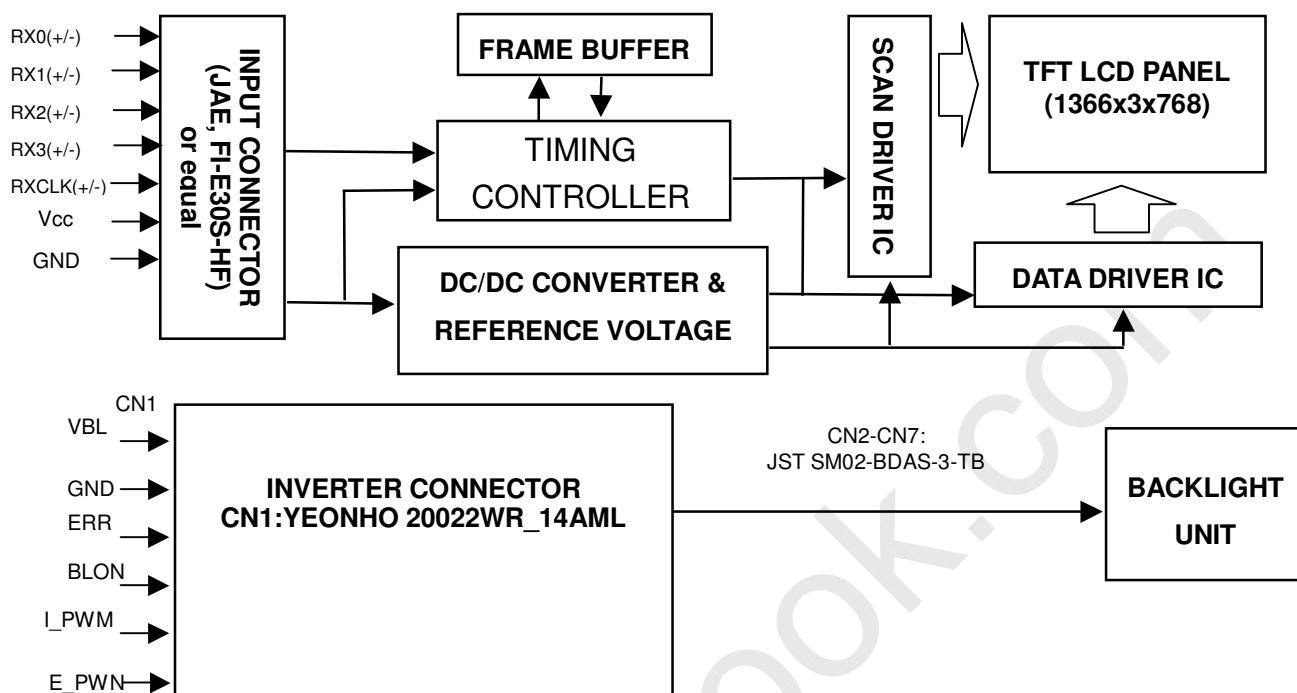 RX0(+/-)
RX1(+/-)
RX2(+/-)
RX3(+/-)
RXCLK(+/-)
Vcc
GND
INPUT CONNECTOR
(JAE, FI-E30S-HF)
or equal
FRAME BUFFER
TIMING
CONTROLLER
DC/DC CONVERTER &
REFERENCE VOLTAGE
SCAN DRIVER IC
TFT LCD PANEL
(1366x3x768)
DATA DRIVER IC
CN1
VBL
GND
ERR
BLON
I_PWM
E_PWN
INVERTER CONNECTOR
CN1:YEONHO 20022WR_14AML
CN2-CN7:
JST SM02-BDAS-3-TB
BACKLIGHT
UNIT
ook.com